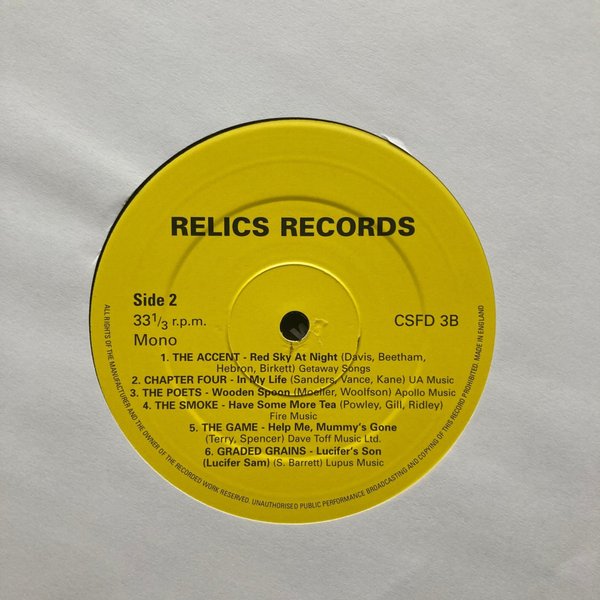 RELICS RECORDS
Side 2
33 1/3 r.p.m.
Mono
CSFD 3B
1. THE ACCENT - Red Sky At Night (Davis, Beetham,
Hebron, Birkett) Getaway Songs
2. CHAPTER FOUR - In My Life (Sanders, Vance, Kane) UA Music
3. THE POETS - Wooden Spoon (Moeller, Woolfson) Apollo Music
4. THE SMOKE - Have Some More Tea (Powley, Gill, Ridley)
Fire Music
5. THE GAME - Help Me, Mummy's Gone
(Terry, Spencer) Dave Toff Music Ltd.
6. GRADED GRAINS - Lucifer's Son
(Lucifer Sam) (S. Barrett) Lupus Music
ALL RIGHTS OF THE MANUFACTURER AND THE OWNER OF THE RECORDED WORK RESERVED. UNAUTHORISED PUBLIC PERFORMANCE BROADCASTING AND COPYING OF THIS RECORD PROHIBITED. MADE IN ENGLAND